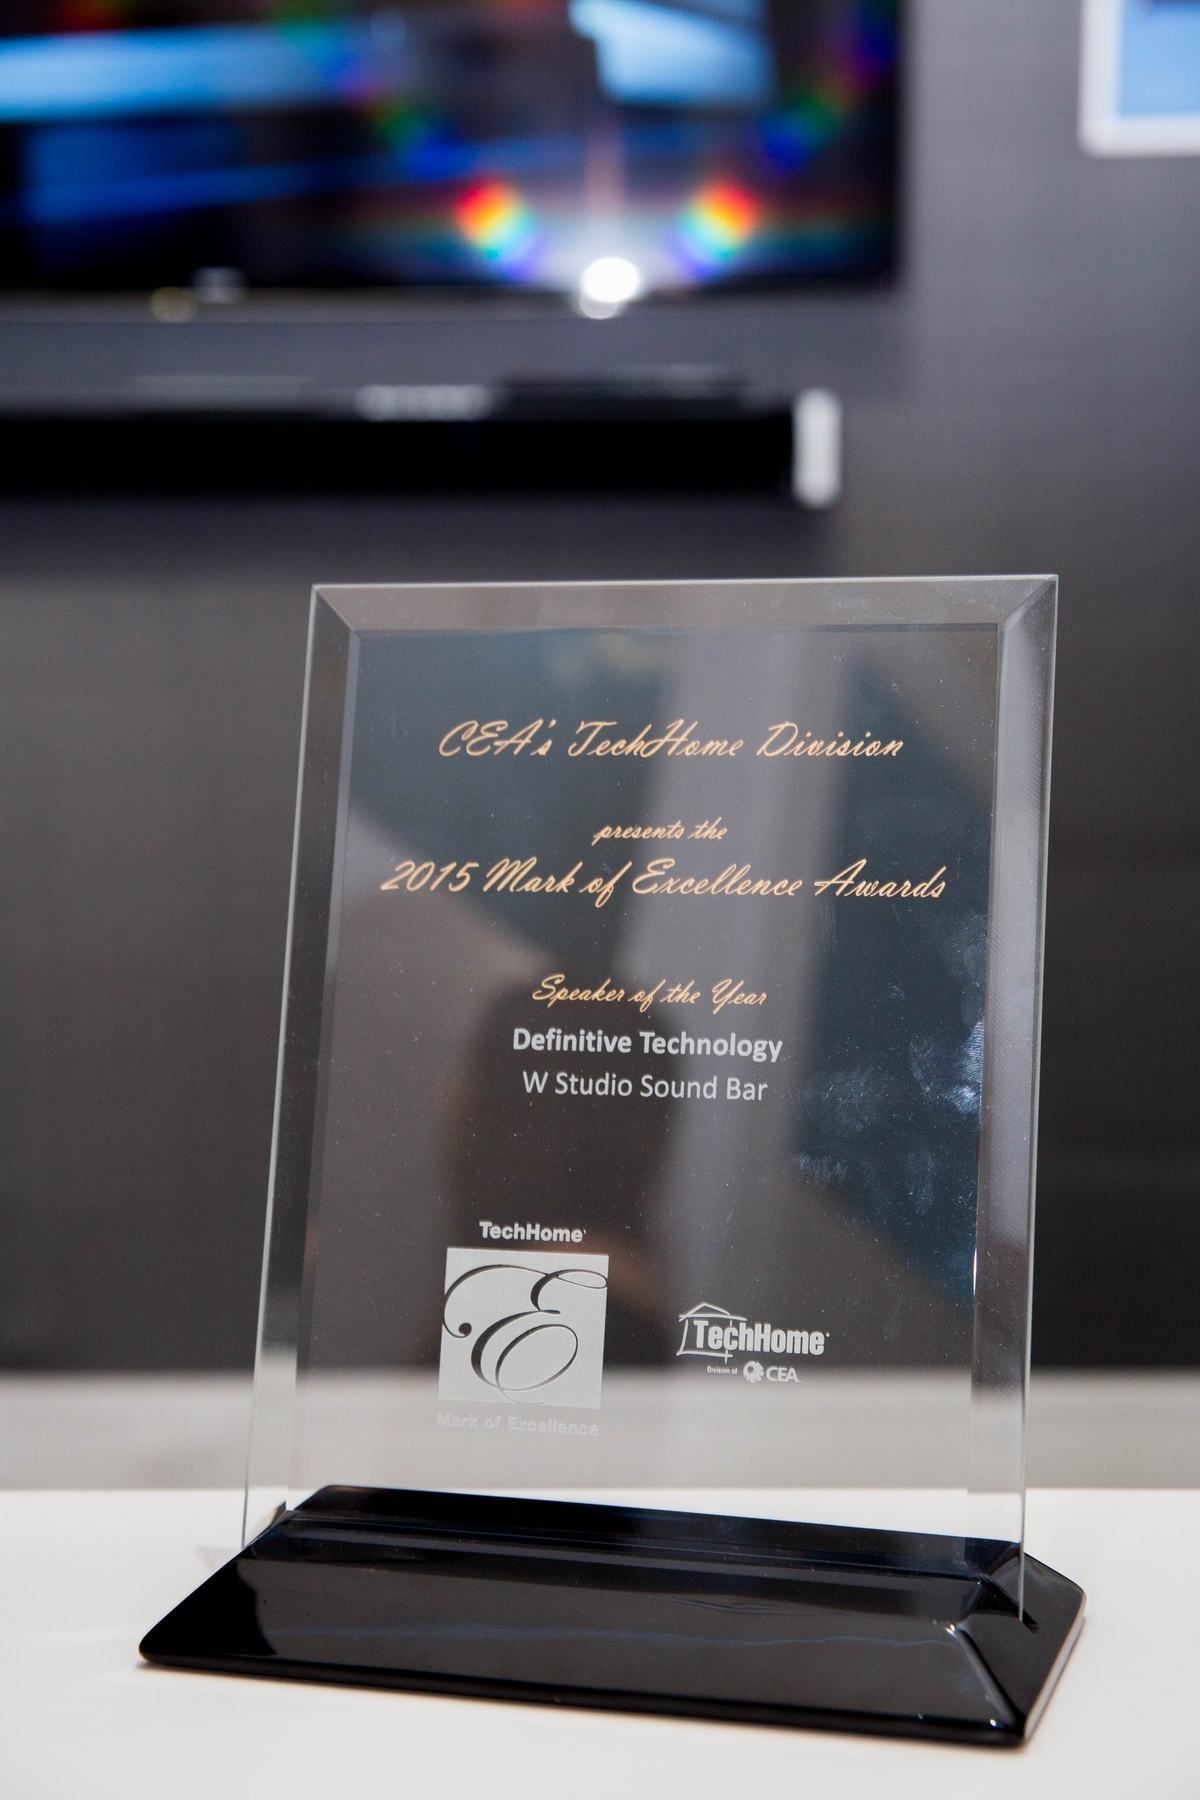 CEA's TechHome Division
presents the
2015 Mark of Excellence Awards
Speaker of the Year
Definitive Technology
W Studio Sound Bar
TechHome
E
Mark of Excellence
TechHome
Division of CEA